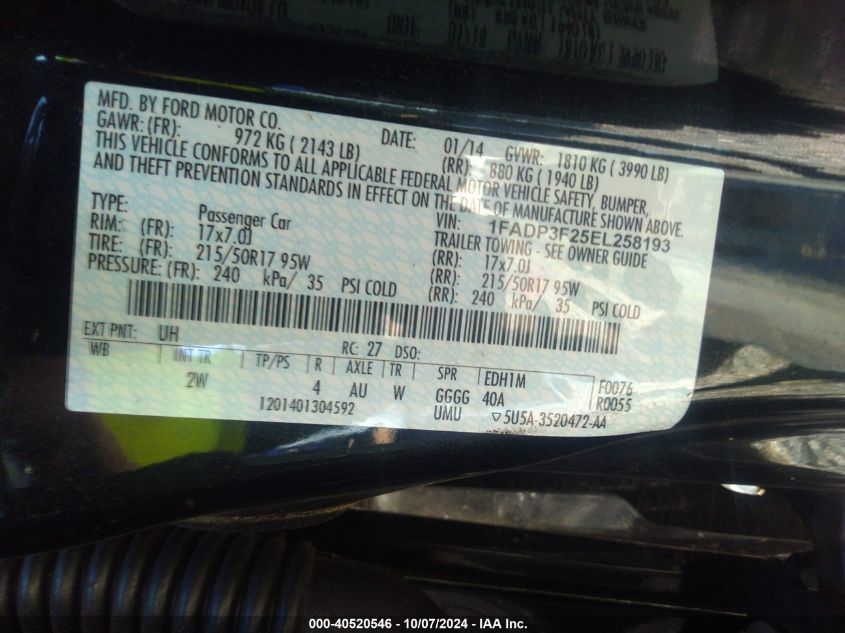 MFD. BY FORD MOTOR CO.
DATE: 01/14 GVWR: 1810 KG ( 3990 LB)
GAWR: (FR): 972 KG ( 2143 LB) (RR): 880 KG ( 1940 LB)
THIS VEHICLE CONFORMS TO ALL APPLICABLE FEDERAL MOTOR VEHICLE SAFETY, BUMPER,
AND THEFT PREVENTION STANDARDS IN EFFECT ON THE DATE OF MANUFACTURE SHOWN ABOVE.
VIN: 1FADP3F25EL258193
TYPE: Passenger Car TRAILER TOWING - SEE OWNER GUIDE
RIM: (FR): 17x7.0J (RR): 17x7.0J
TIRE: (FR): 215/50R17 95W (RR): 215/50R17 95W
PRESSURE: (FR): 240 kPa/ 35 PSI COLD (RR): 240 kPa/ 35 PSI COLD
EXT PNT: UH RC: 27 DSO:
WB INT TR TP/PS R AXLE TR SPR EDH1M F0076
2W 4 AU W GGGG 40A R0055
1201401304592 UMU ▽5U5A-3520472-AA
000-40520546 - 10/07/2024 - IAA Inc.